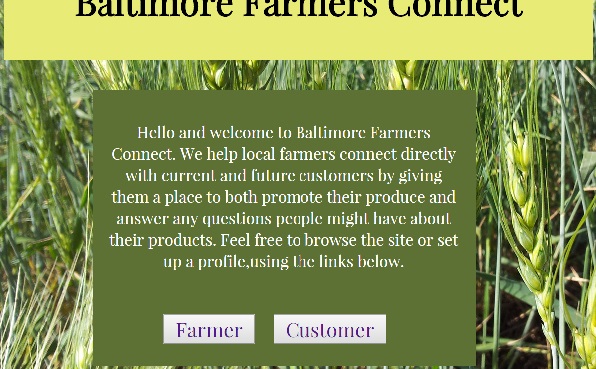 Baltimore Farmers Connect
Hello and welcome to Baltimore Farmers
Connect. We help local farmers connect directly
with current and future customers by giving
them a place to both promote their produce and
answer any questions people might have about
their products. Feel free to browse the site or set
up a profile,using the links below.
Farmer
Customer